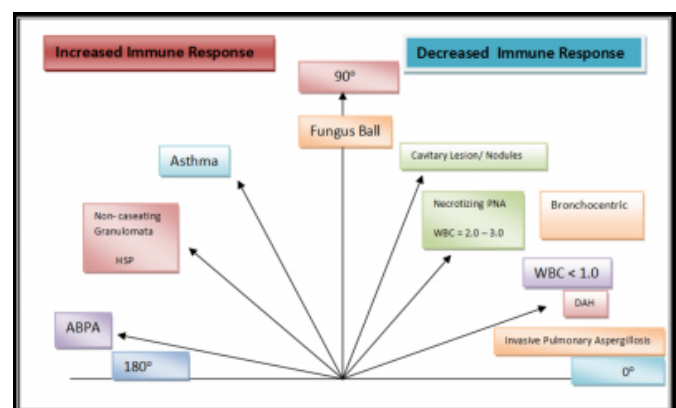 Increased Immune Response
Decreased Immune Response
90°
Fungus Ball
Asthma
Cavitary Lesion/ Nodules
Non- caseating
Granulomata
HSP
Necrotizing PNA
WBC = 2.0 – 3.0
Bronchocentric
WBC < 1.0
DAH
ABPA
Invasive Pulmonary Aspergillosis
180°
0°